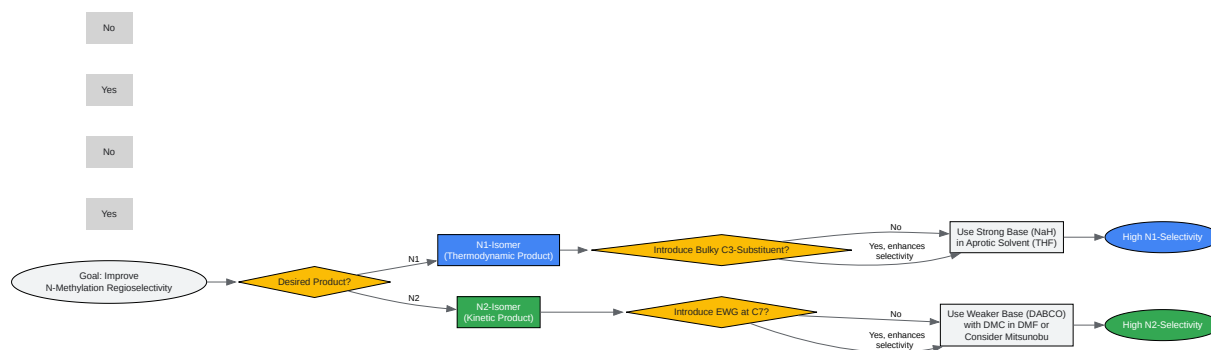 No
Yes
No
Yes
Goal: Improve
N-Methylation Regioselectivity
Desired Product?
N1
N2
N1-Isomer
(Thermodynamic Product)
N2-Isomer
(Kinetic Product)
Introduce Bulky C3-Substituent?
No
Yes, enhances
selectivity
Use Strong Base (NaH)
in Aprotic Solvent (THF)
High N1-Selectivity
Introduce EWG at C7?
No
Yes, enhances
selectivity
Use Weaker Base (DABCO)
with DMC in DMF or
Consider Mitsunobu
High N2-Selectivity